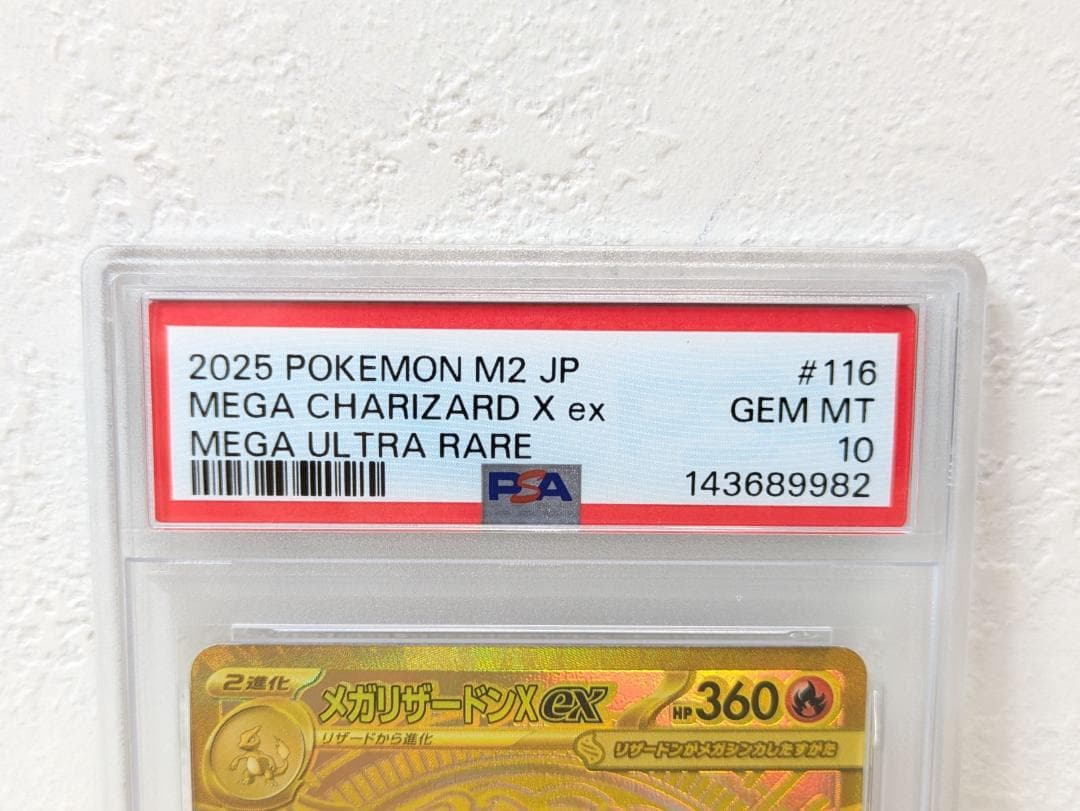 2025 POKEMON M2 JP #116
MEGA CHARIZARD X ex GEM MT
MEGA ULTRA RARE 10
PSA 143689982
2進化 メガリザードンXex HP360
リザードから進化 リザードンがメガシンカしたすがた